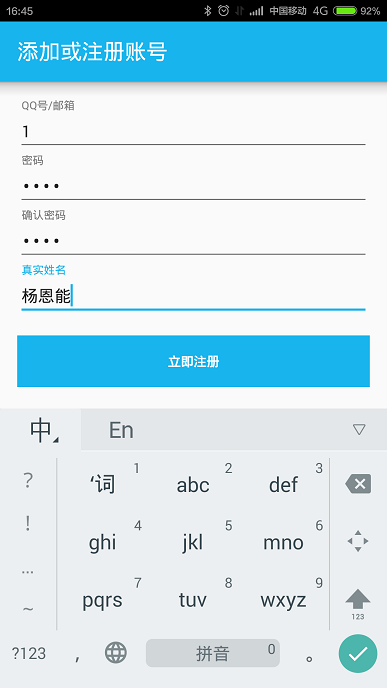 16:45 中国移动 4G 92%
添加或注册账号
QQ号/邮箱
1
密码
••••
确认密码
••••
真实姓名
杨恩能
立即注册
中 En
? ‘词 1 abc 2 def 3
! ghi 4 jkl 5 mno 6
…
~ pqrs 7 tuv 8 wxyz 9 123
?123 , 拼音 0 。